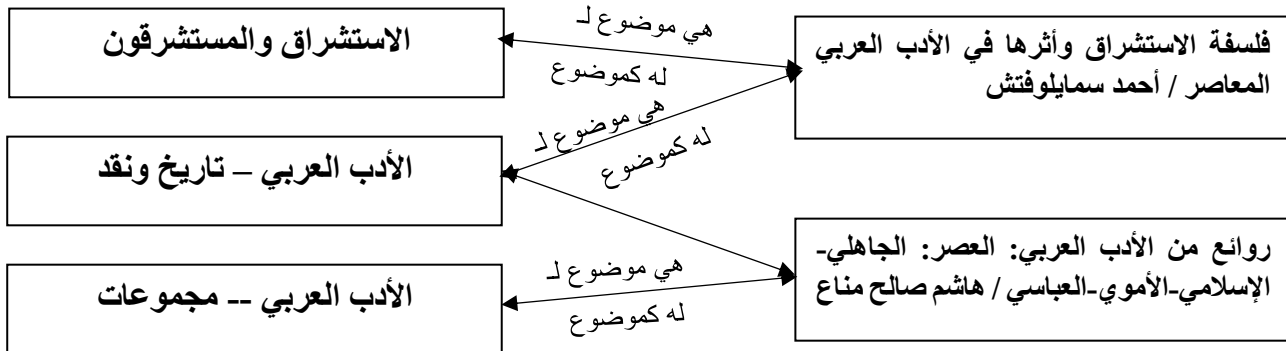 فلسفة الاستشراق وأثرها في الأدب العربي
المعاصر / أحمد سمايلوفتش
هي موضوع لـ
له كموضوع
الاستشراق والمستشرقون
هي موضوع لـ
له كموضوع
الأدب العربي – تاريخ ونقد
روائع من الأدب العربي: العصر: الجاهلي-
الإسلامي-الأموي-العباسي / هاشم صالح مناع
هي موضوع لـ
له كموضوع
الأدب العربي -- مجموعات